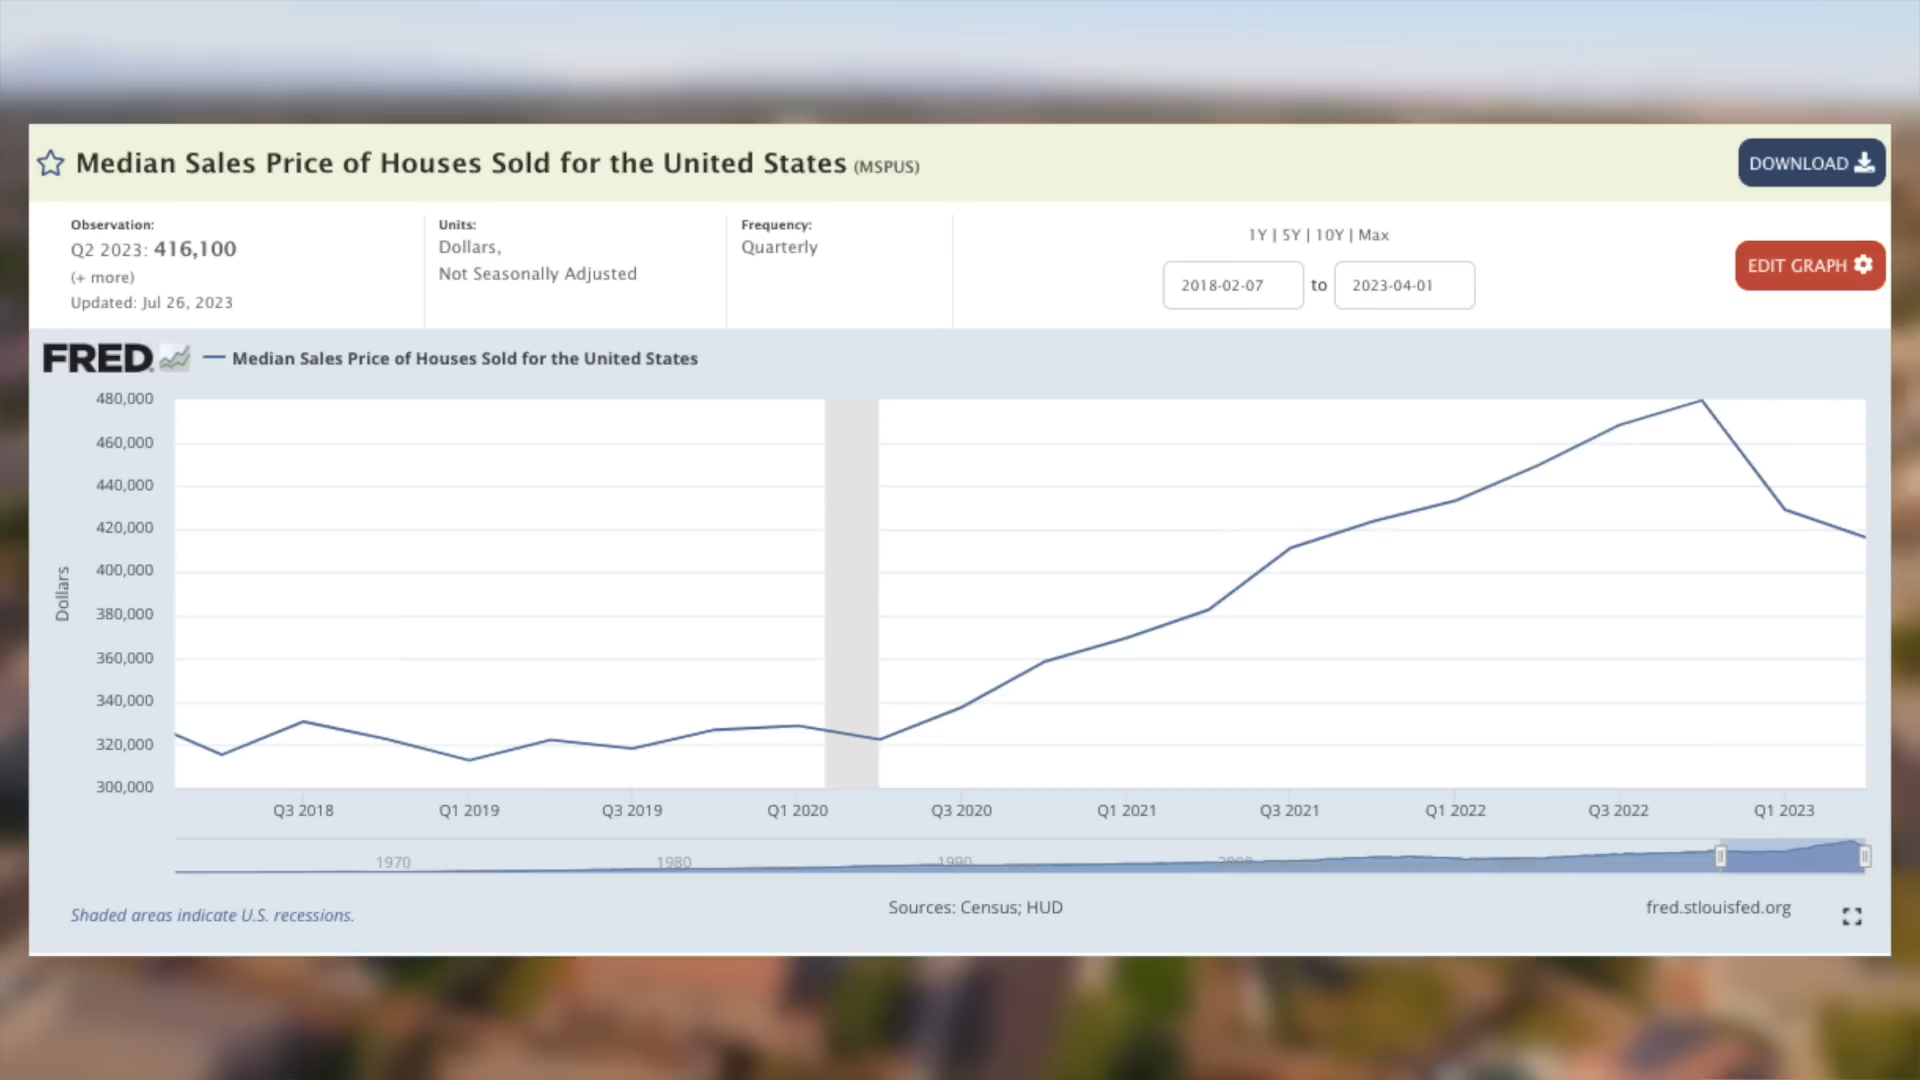 Median Sales Price of Houses Sold for the United States (MSPUS)
DOWNLOAD
Observation:
Q2 2023: 416,100
(+ more)
Updated: Jul 26, 2023
Units:
Dollars,
Not Seasonally Adjusted
Frequency:
Quarterly
1Y | 5Y | 10Y | Max
2018-02-07 to 2023-04-01
EDIT GRAPH
FRED
Median Sales Price of Houses Sold for the United States
Dollars
480,000
460,000
440,000
420,000
400,000
380,000
360,000
340,000
320,000
300,000
Q3 2018 Q1 2019 Q3 2019 Q1 2020 Q3 2020 Q1 2021 Q3 2021 Q1 2022 Q3 2022 Q1 2023
1970 1980 1990 2000
Shaded areas indicate U.S. recessions.
Sources: Census; HUD
fred.stlouisfed.org